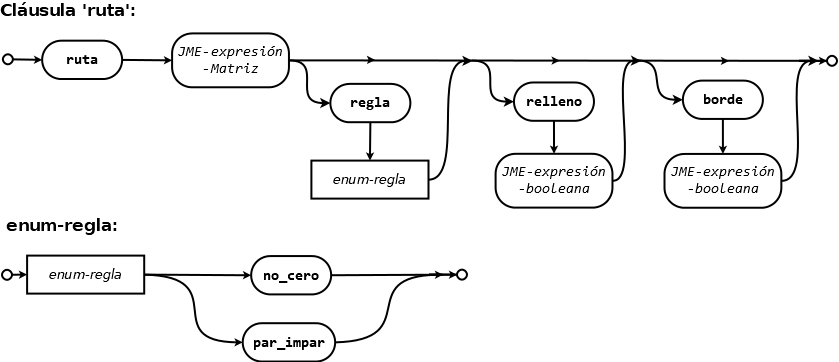 Cláusula 'ruta':
ruta
JME-expresión
-Matriz
regla
enum-regla
relleno
JME-expresión
-booleana
borde
JME-expresión
-booleana
enum-regla:
enum-regla
no_cero
par_impar